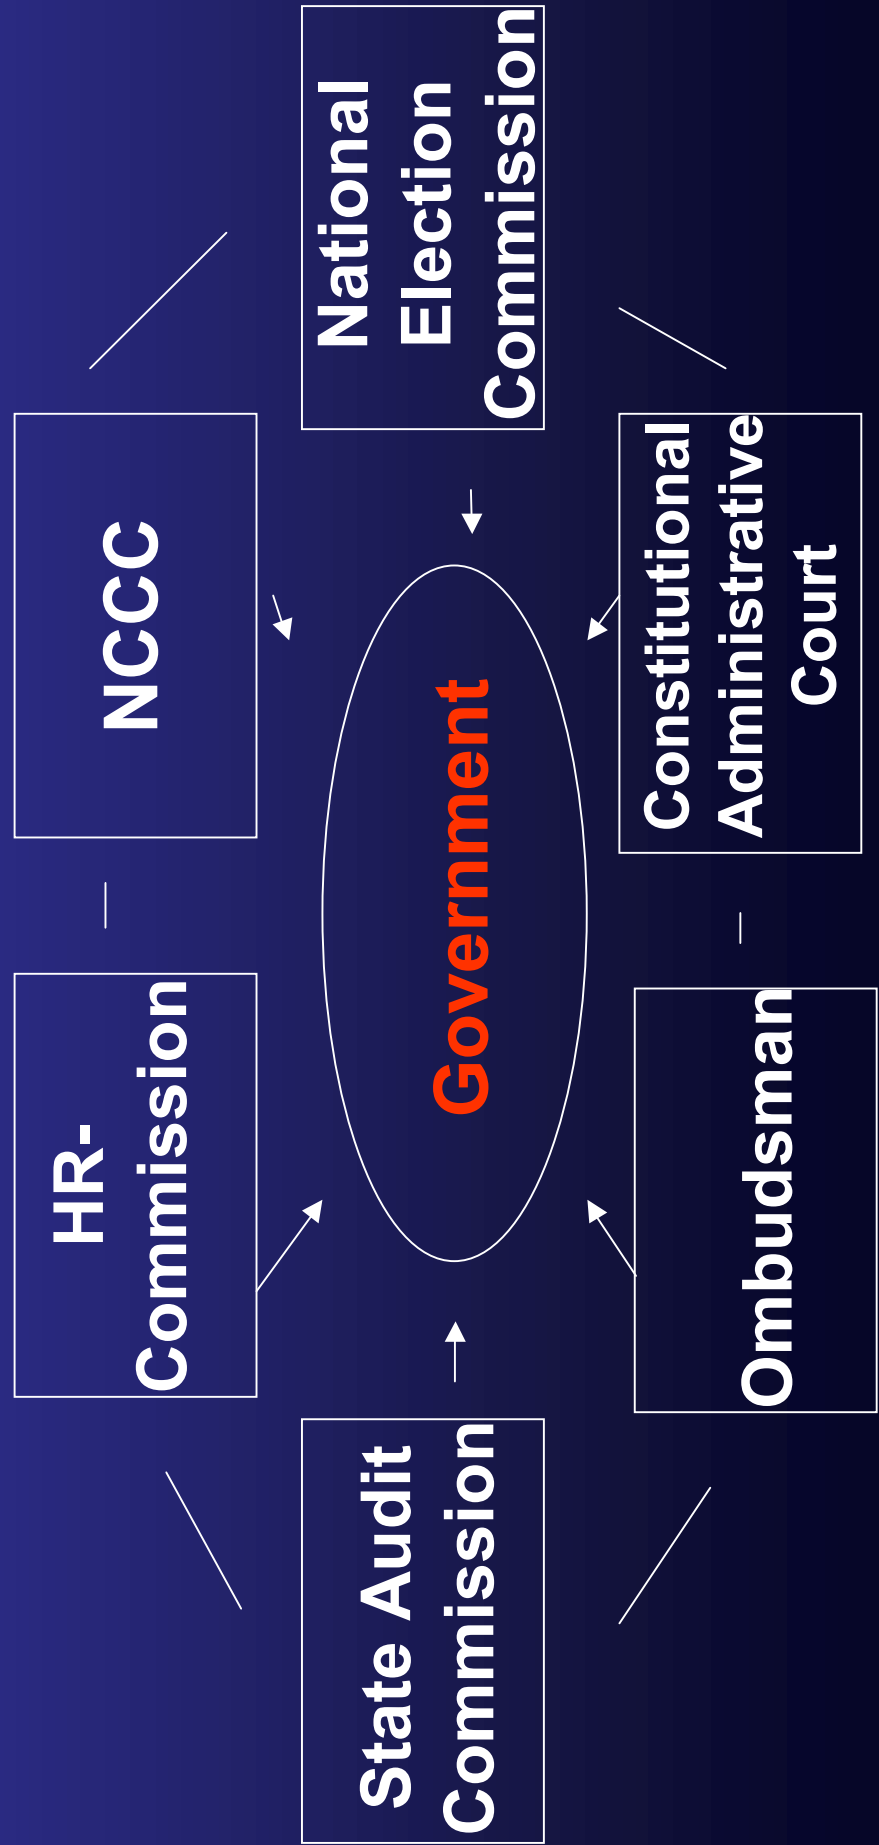 HR-
Commission
NCCC
State Audit
Commission
Government
National
Election
Commission
Ombudsman
Constitutional
Administrative
Court